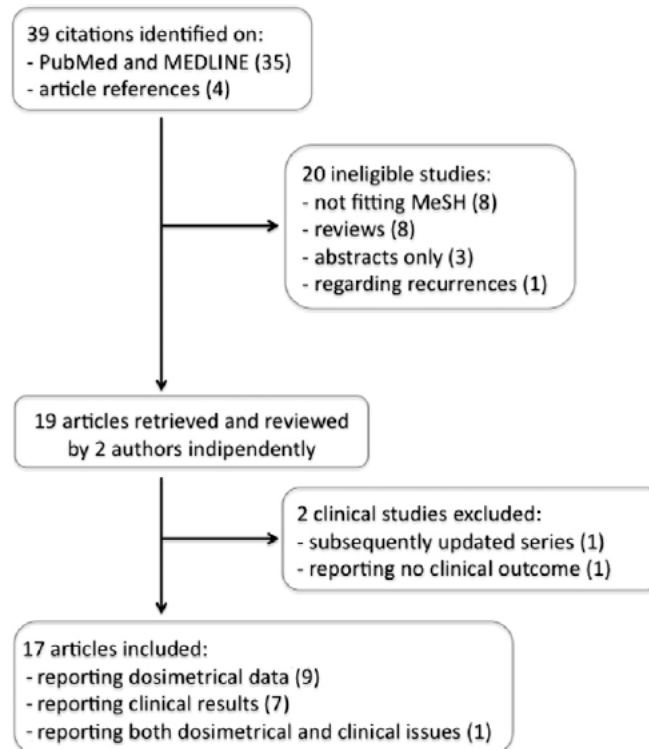 39 citations identified on:
- PubMed and MEDLINE (35)
- article references (4)
20 ineligible studies:
- not fitting MeSH (8)
- reviews (8)
- abstracts only (3)
- regarding recurrences (1)
19 articles retrieved and reviewed
by 2 authors indipendently
2 clinical studies excluded:
- subsequently updated series (1)
- reporting no clinical outcome (1)
17 articles included:
- reporting dosimetrical data (9)
- reporting clinical results (7)
- reporting both dosimetrical and clinical issues (1)